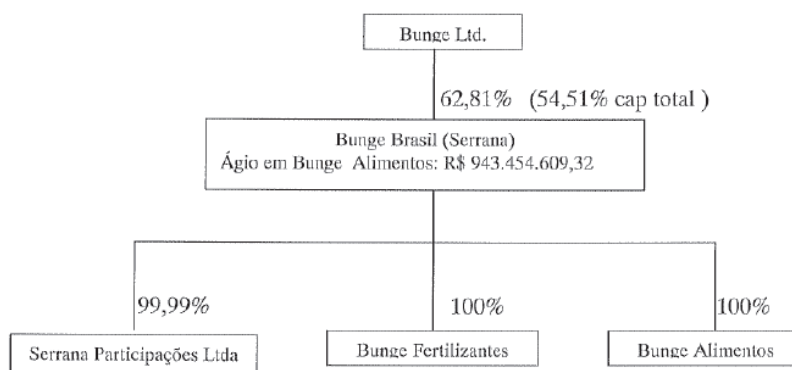 Bunge Ltd.
62,81% (54,51% cap total )
Bunge Brasil (Serrana)
Ágio em Bunge Alimentos: R$ 943.454.609,32
99,99%
100%
100%
Serrana Participações Ltda
Bunge Fertilizantes
Bunge Alimentos